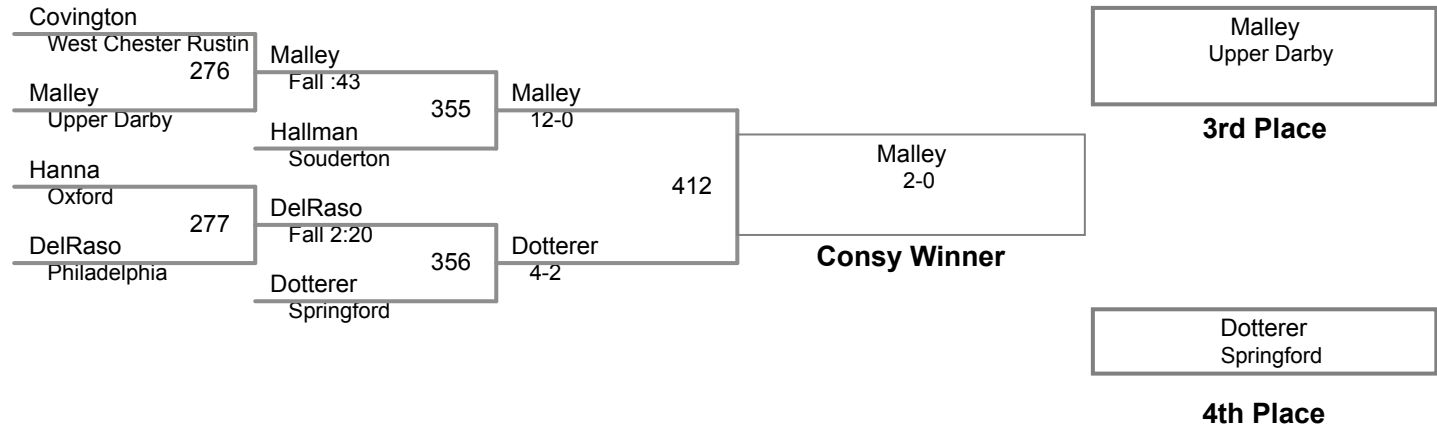 Covington
West Chester Rustin
276
Malley
Upper Darby
Hanna
Oxford
277
DelRaso
Philadelphia
Malley
Fall :43
355
Hallman
Souderton
DelRaso
Fall 2:20
356
Dotterer
Springford
Malley
12-0
412
Dotterer
4-2
Malley
2-0
Consy Winner
Malley
Upper Darby
3rd Place
Dotterer
Springford
4th Place